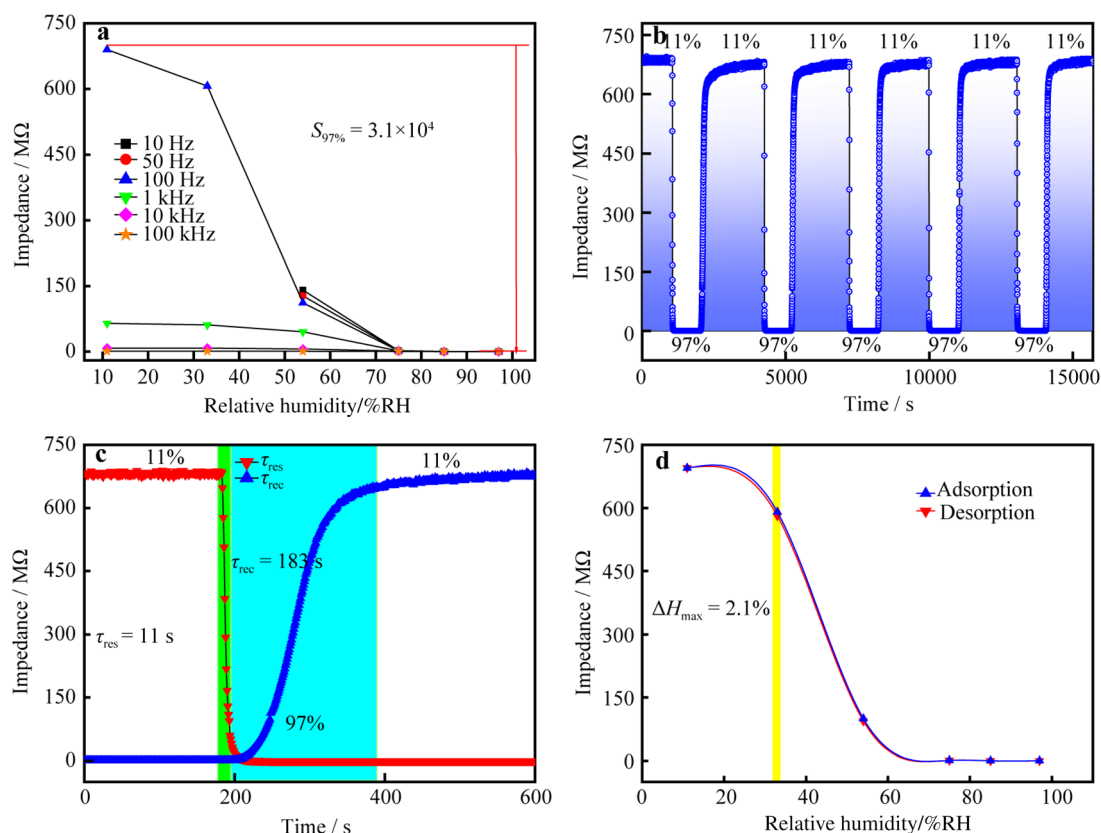 a
750
600
450
300
150
0
Impedance / MΩ
S97% = 3.1×10⁴
10 Hz
50 Hz
100 Hz
1 kHz
10 kHz
100 kHz
10 20 30 40 50 60 70 80 90 100
Relative humidity/%RH
b
750
600
450
300
150
0
Impedance / MΩ
11% 11% 11% 11% 11% 11%
97% 97% 97% 97% 97%
0 5000 10000 15000
Time / s
c
750
600
450
300
150
0
Impedance / MΩ
11%
τres
τrec
11%
τrec = 183 s
τres = 11 s
97%
0 200 400 600
Time / s
d
750
600
450
300
150
0
Impedance / MΩ
Adsorption
Desorption
ΔHmax = 2.1%
0 20 40 60 80 100
Relative humidity/%RH